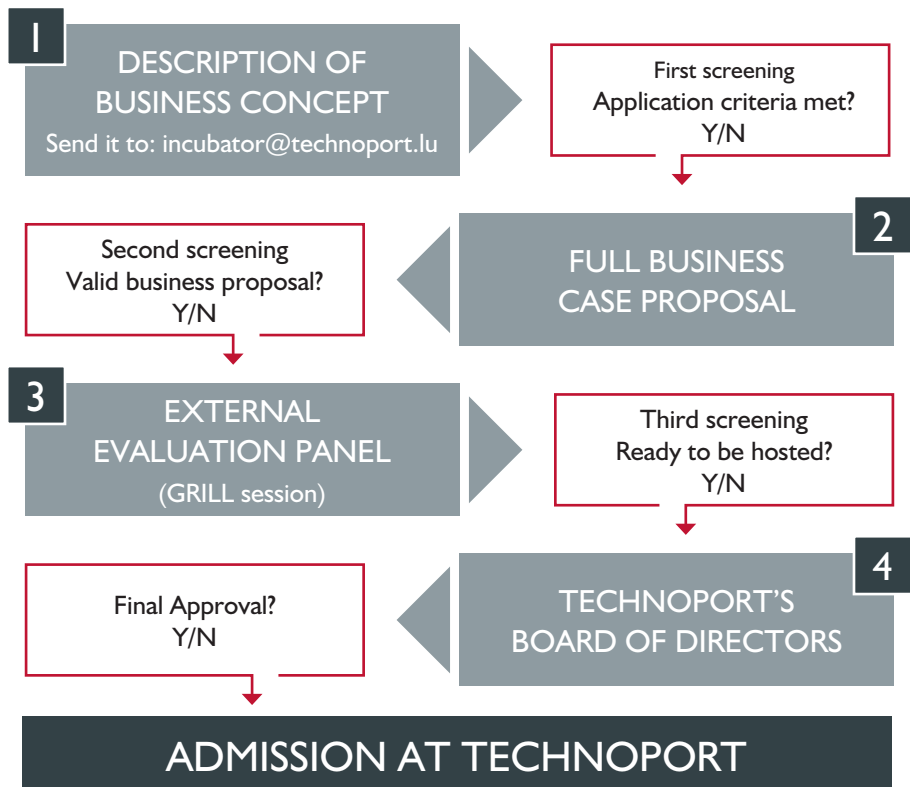 1
DESCRIPTION OF
BUSINESS CONCEPT
Send it to: incubator@technoport.lu
First screening
Application criteria met?
Y/N
2
FULL BUSINESS
CASE PROPOSAL
Second screening
Valid business proposal?
Y/N
3
EXTERNAL
EVALUATION PANEL
(GRILL session)
Third screening
Ready to be hosted?
Y/N
4
TECHNOPORT'S
BOARD OF DIRECTORS
Final Approval?
Y/N
ADMISSION AT TECHNOPORT